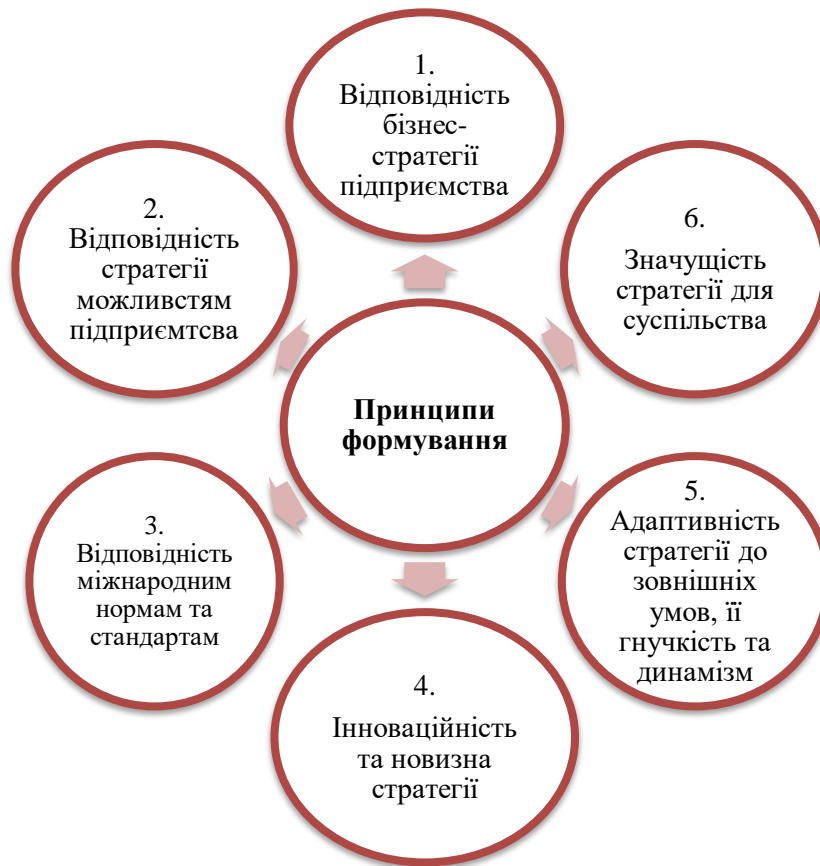 1.
Відповідність
бізнес-
стратегії
підприємства
2.
Відповідність
стратегії
можливстям
підприємтсва
6.
Значущість
стратегії для
суспільства
Принципи
формування
3.
Відповідність
міжнародним
нормам та
стандартам
5.
Адаптивність
стратегії до
зовнішніх
умов, її
гнучкість та
динамізм
4.
Інноваційність
та новизна
стратегії